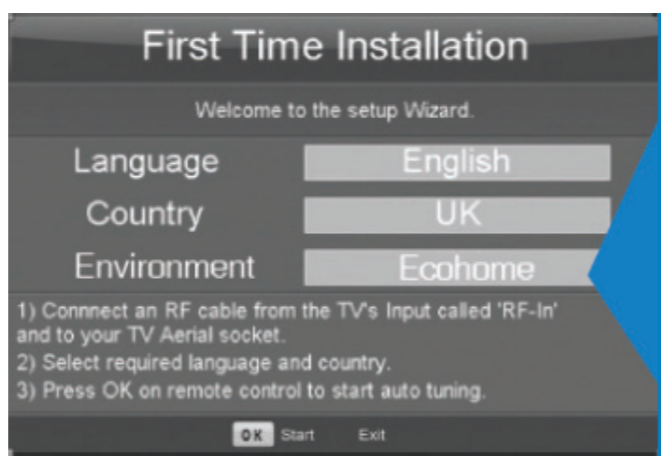 First Time Installation
Welcome to the setup Wizard.
Language English
Country UK
Environment Ecohome
1) Connnect an RF cable from the TV's Input called 'RF-In'
and to your TV Aerial socket.
2) Select required language and country.
3) Press OK on remote control to start auto tuning.
OK Start Exit